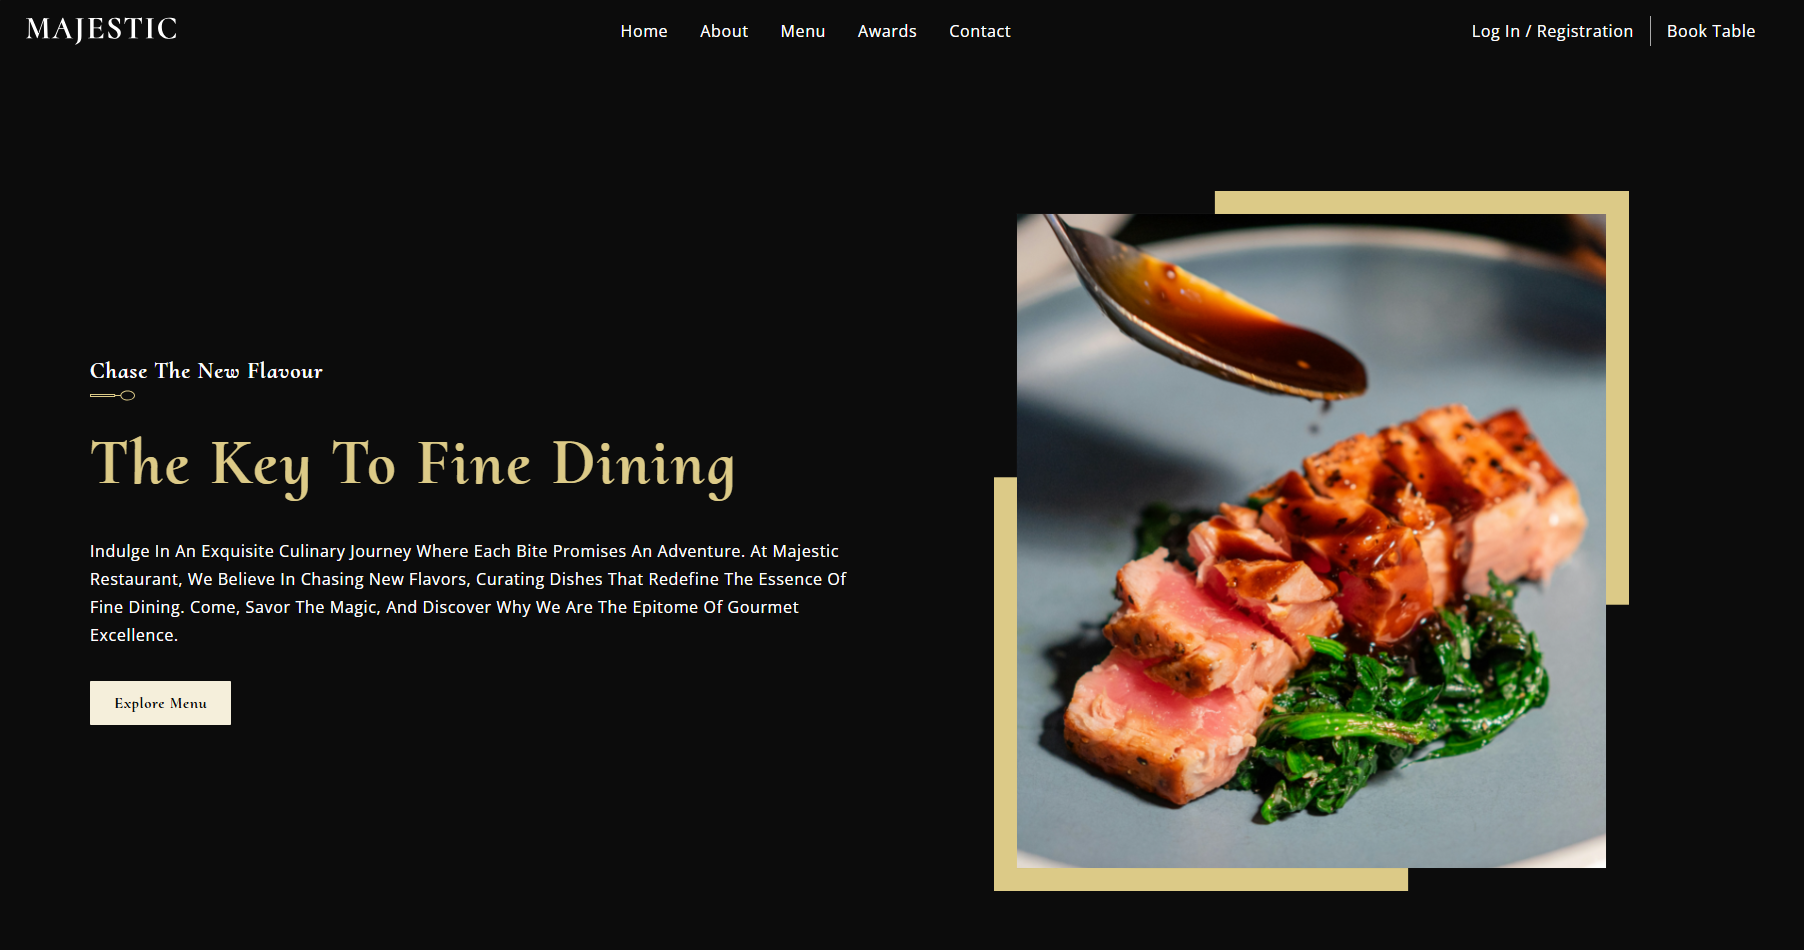 MAJESTIC
Home About Menu Awards Contact
Log In / Registration Book Table
Chase The New Flavour
The Key To Fine Dining
Indulge In An Exquisite Culinary Journey Where Each Bite Promises An Adventure. At Majestic
Restaurant, We Believe In Chasing New Flavors, Curating Dishes That Redefine The Essence Of
Fine Dining. Come, Savor The Magic, And Discover Why We Are The Epitome Of Gourmet
Excellence.
Explore Menu